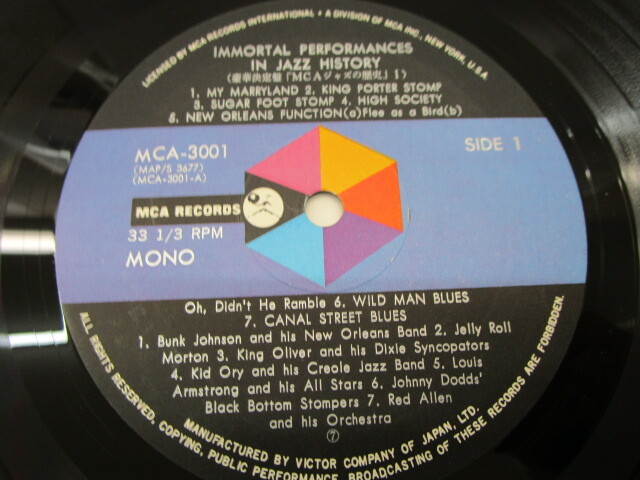 LICENSED BY MCA RECORDS INTERNATIONAL • A DIVISION OF MCA INC., NEW YORK, U.S.A.
IMMORTAL PERFORMANCES
IN JAZZ HISTORY
(豪華決定盤「MCAジャズの歴史」1)
1. MY MARRYLAND 2. KING PORTER STOMP
3. SUGAR FOOT STOMP 4. HIGH SOCIETY
5. NEW ORLEANS FUNCTION(a)Flee as a Bird(b)
MCA-3001
(MAP/S 3677)
(MCA-3001-A)
SIDE 1
MCA RECORDS
33 1/3 RPM
MONO
Oh, Didn't He Ramble 6. WILD MAN BLUES
7. CANAL STREET BLUES
1. Bunk Johnson and his New Orleans Band 2. Jelly Roll
Morton 3. King Oliver and his Dixie Syncopators
4. Kid Ory and his Creole Jazz Band 5. Louis
Armstrong and his All Stars 6. Johnny Dodds'
Black Bottom Stompers 7. Red Allen
and his Orchestra
⑦
MANUFACTURED BY VICTOR COMPANY OF JAPAN, LTD.
ALL RIGHTS RESERVED. COPYING, PUBLIC PERFORMANCE, BROADCASTING OF THESE RECORDS ARE FORBIDDEN.